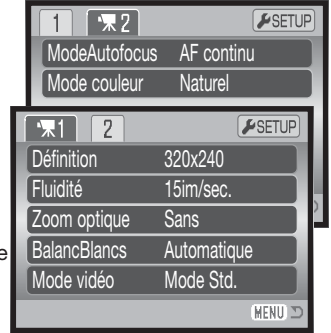 1 2 SETUP
ModeAutofocus AF continu
Mode couleur Naturel
1 2 SETUP
Définition 320x240
Fluidité 15im/sec.
Zoom optique Sans
e
BalancBlancs Automatique
Mode vidéo Mode Std.
MENU